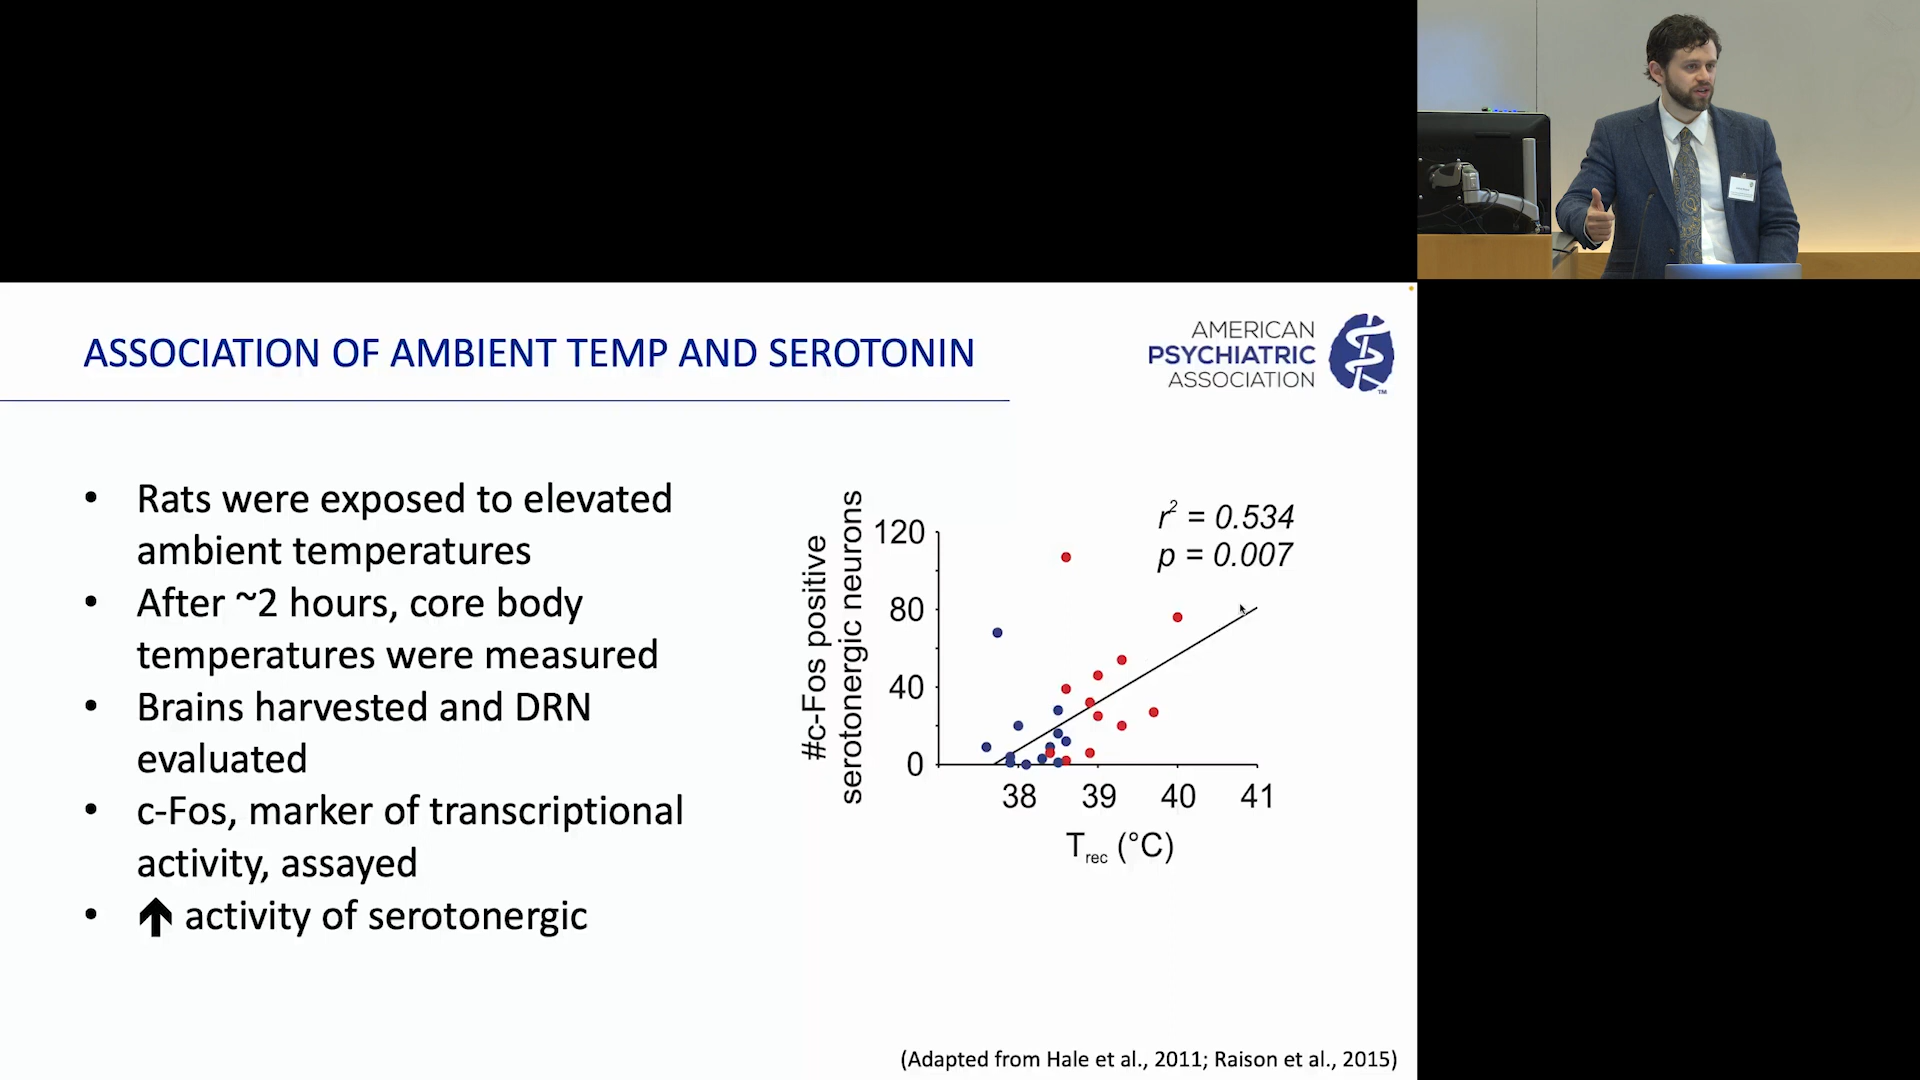 ASSOCIATION OF AMBIENT TEMP AND SEROTONIN
AMERICAN
PSYCHIATRIC
ASSOCIATION
TM
• Rats were exposed to elevated
ambient temperatures
• After ~2 hours, core body
temperatures were measured
• Brains harvested and DRN
evaluated
• c-Fos, marker of transcriptional
activity, assayed
• ↑ activity of serotonergic
#c-Fos positive
serotonergic neurons
120
80
40
0
r² = 0.534
p = 0.007
38 39 40 41
Trec (°C)
(Adapted from Hale et al., 2011; Raison et al., 2015)